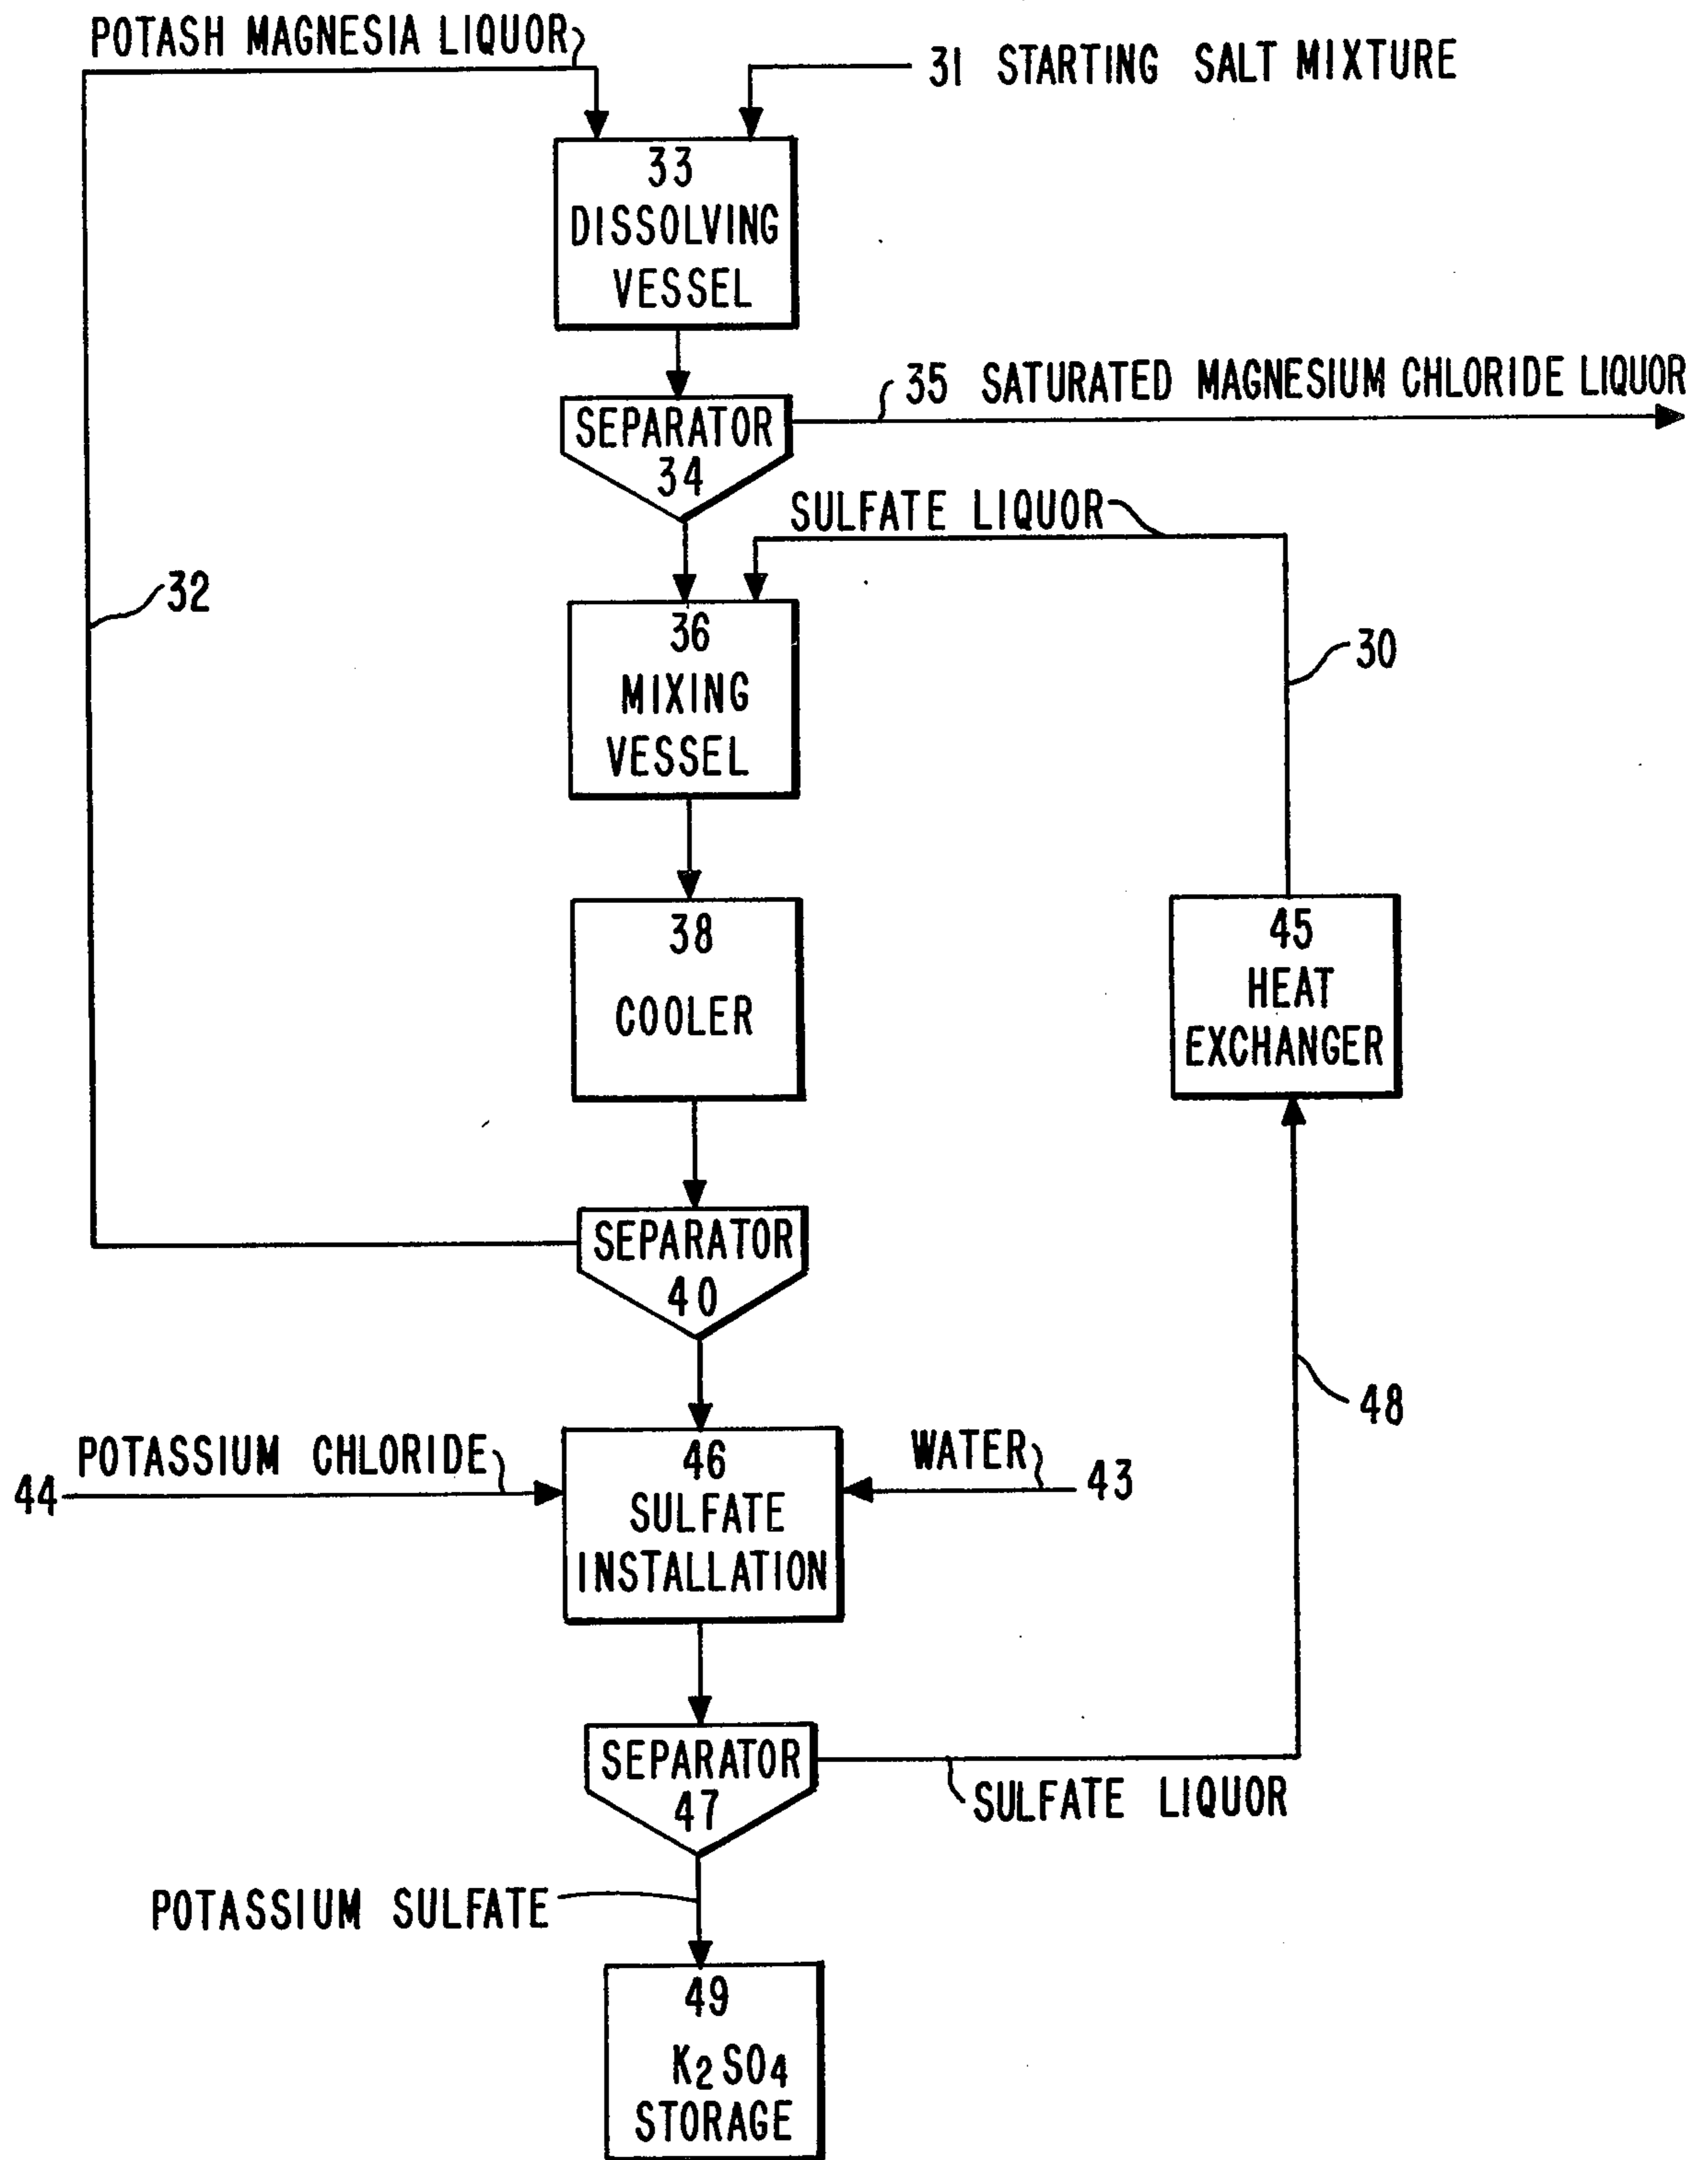 POTASH MAGNESIA LIQUOR
31 STARTING SALT MIXTURE
33
DISSOLVING
VESSEL
35 SATURATED MAGNESIUM CHLORIDE LIQUOR
SEPARATOR
34
SULFATE LIQUOR
32
36
MIXING
VESSEL
30
38
COOLER
45
HEAT
EXCHANGER
SEPARATOR
40
48
POTASSIUM CHLORIDE
44
46
SULFATE
INSTALLATION
WATER
43
SEPARATOR
47
SULFATE LIQUOR
POTASSIUM SULFATE
49
K2SO4
STORAGE